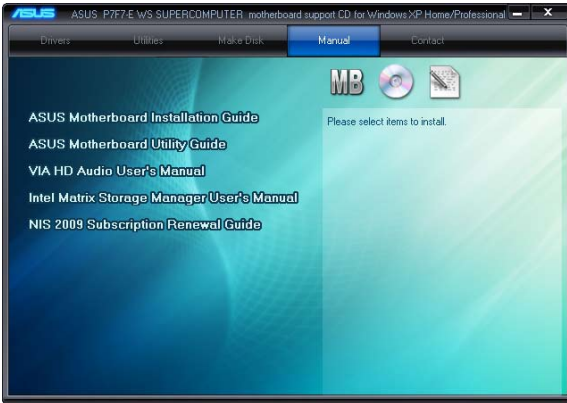 ASUS ASUS P7F7-E WS SUPERCOMPUTER motherboard support CD for Windows XP Home/Professional
Drivers Utilities Make Disk Manual Contact
MB
ASUS Motherboard Installation Guide
Please select items to install.
ASUS Motherboard Utility Guide
VIA HD Audio User's Manual
Intel Matrix Storage Manager User's Manual
NIS 2009 Subscription Renewal Guide